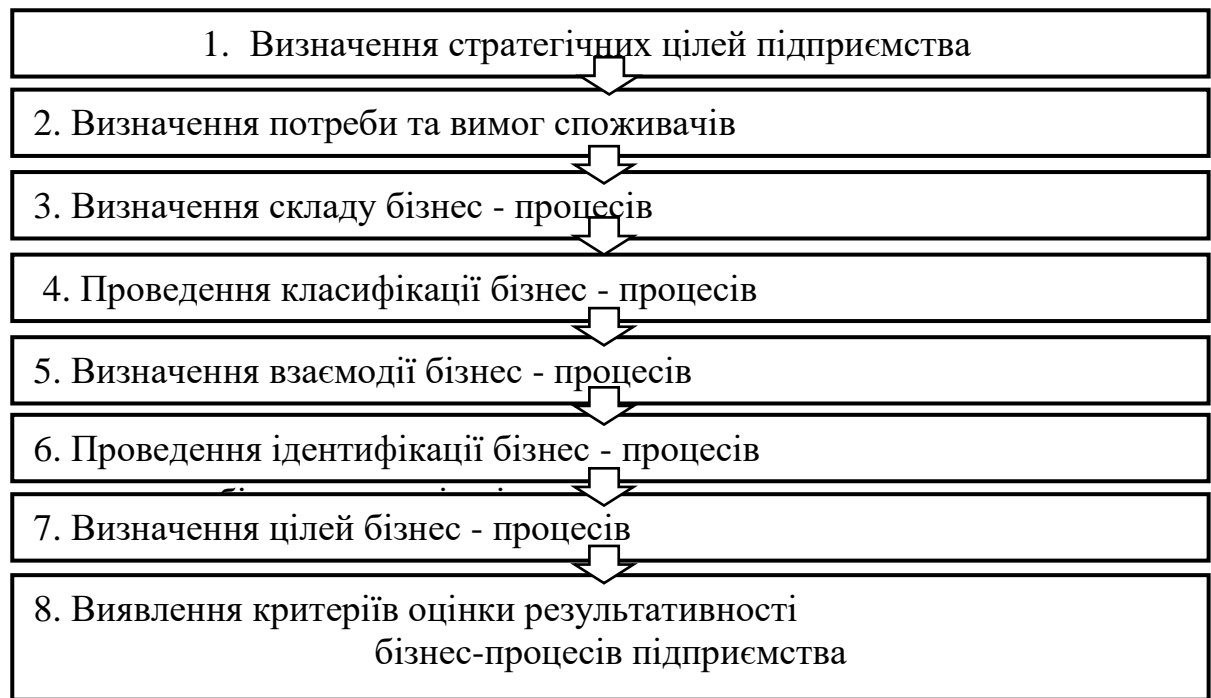 1. Визначення стратегічних цілей підприємства
2. Визначення потреби та вимог споживачів
3. Визначення складу бізнес - процесів
4. Проведення класифікації бізнес - процесів
5. Визначення взаємодії бізнес - процесів
6. Проведення ідентифікації бізнес - процесів
7. Визначення цілей бізнес - процесів
8. Виявлення критеріїв оцінки результативності
бізнес-процесів підприємства